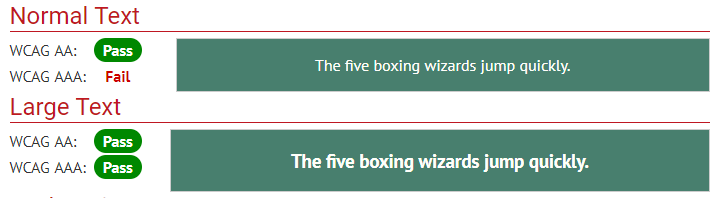 Normal Text
WCAG AA: Pass
The five boxing wizards jump quickly.
WCAG AAA: Fail
Large Text
WCAG AA: Pass
WCAG AAA: Pass
The five boxing wizards jump quickly.